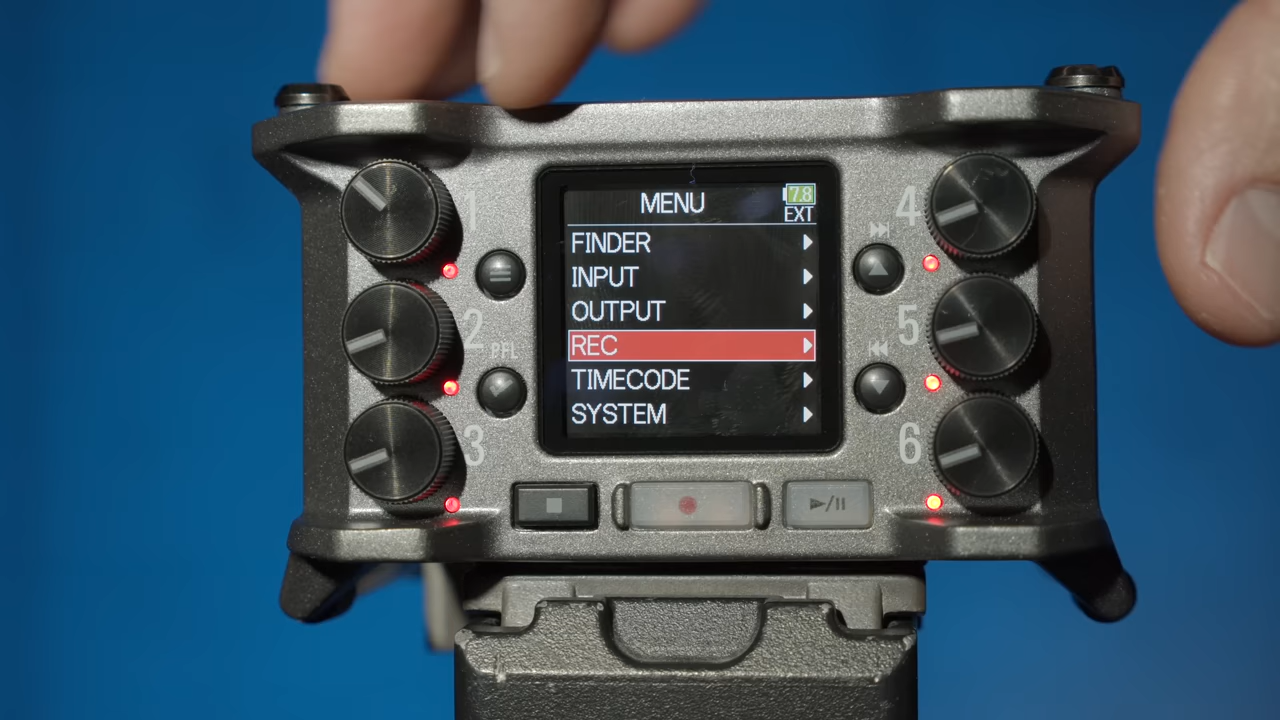 MENU
7.8
EXT
FINDER
INPUT
OUTPUT
REC
TIMECODE
SYSTEM
1
2
PFL
3
4
5
6